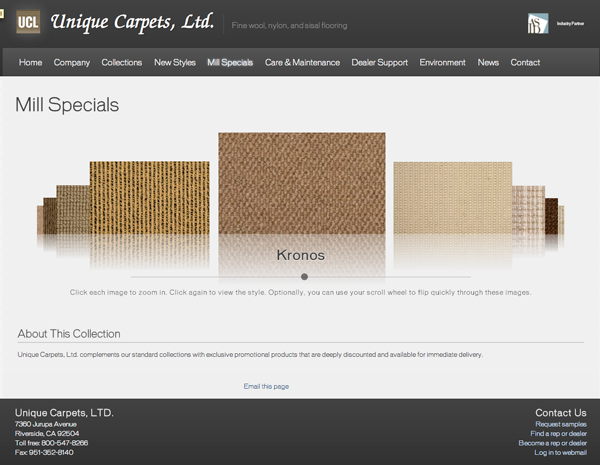 UCL
Unique Carpets, Ltd.
Fine wool, nylon, and sisal flooring
ASID
Industry Partner
Home Company Collections New Styles Mill Specials Care & Maintenance Dealer Support Environment News Contact
Mill Specials
Kronos
Click each image to zoom in. Click again to view the style. Optionally, you can use your scroll wheel to flip quickly through these images.
About This Collection
Unique Carpets, Ltd. complements our standard collections with exclusive promotional products that are deeply discounted and available for immediate delivery.
Email this page
Unique Carpets, LTD.
7360 Jurupa Avenue
Riverside, CA 92504
Toll free: 800-547-8266
Fax: 951-352-8140
Contact Us
Request samples
Find a rep or dealer
Become a rep or dealer
Log in to webmail